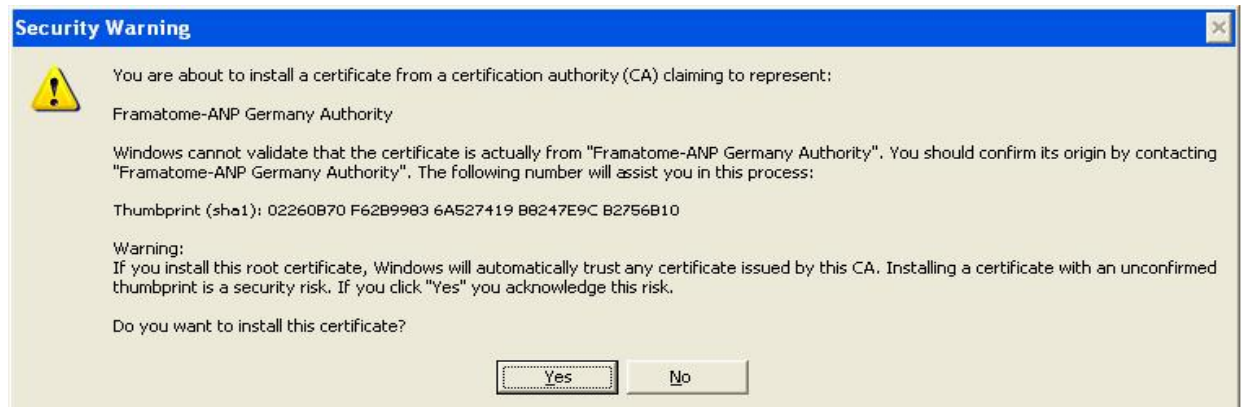 Security Warning
You are about to install a certificate from a certification authority (CA) claiming to represent:
Framatome-ANP Germany Authority
Windows cannot validate that the certificate is actually from "Framatome-ANP Germany Authority". You should confirm its origin by contacting
"Framatome-ANP Germany Authority". The following number will assist you in this process:
Thumbprint (sha1): 02260B70 F62B9983 6A527419 B8247E9C B2756B10
Warning:
If you install this root certificate, Windows will automatically trust any certificate issued by this CA. Installing a certificate with an unconfirmed
thumbprint is a security risk. If you click "Yes" you acknowledge this risk.
Do you want to install this certificate?
Yes No